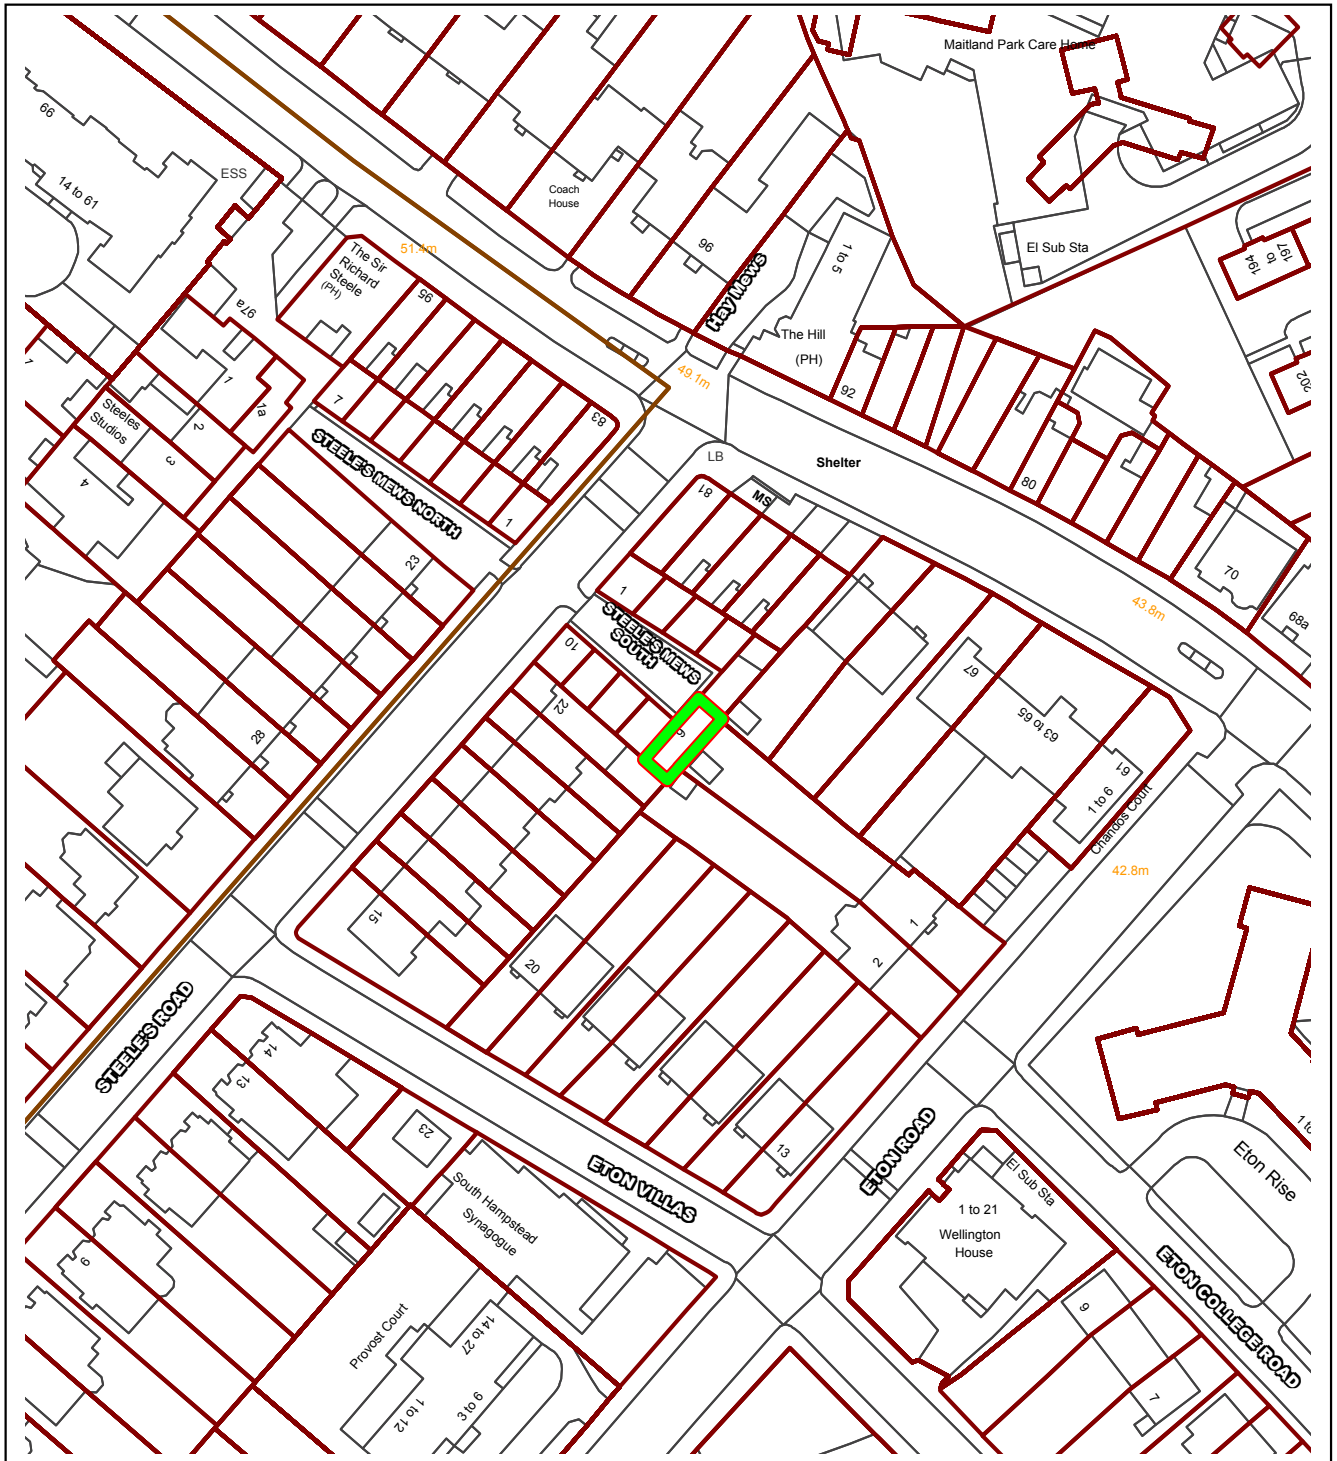 Maitland Park Care Home
66
ESS
14 to 61
Coach
House
96
Hay Mews
1 to 5
El Sub Sta
194
to
197
51.4m
The Sir
Richard
Steele
(PH)
95
97a
The Hill
(PH)
49.1m
92
202
1
1
1a
7
83
Steeles
Studios
2
3
4
STEELE'S MEWS NORTH
1
23
LB
Shelter
81
MS
80
70
68a
43.8m
1
STEELE'S MEWS
SOUTH
10
22
6
67
63 to 65
61
1 to 6
Chandos Court
42.8m
28
15
20
1
2
STEELE'S ROAD
14
13
23
ETON VILLAS
13
ETON ROAD
El Sub Sta
1 to 21
Wellington
House
Eton Rise
1 to
South Hampstead
Synagogue
9
Provost Court
14 to 27
1 to 12
9 to 3
9
7
ETON COLLEGE ROAD